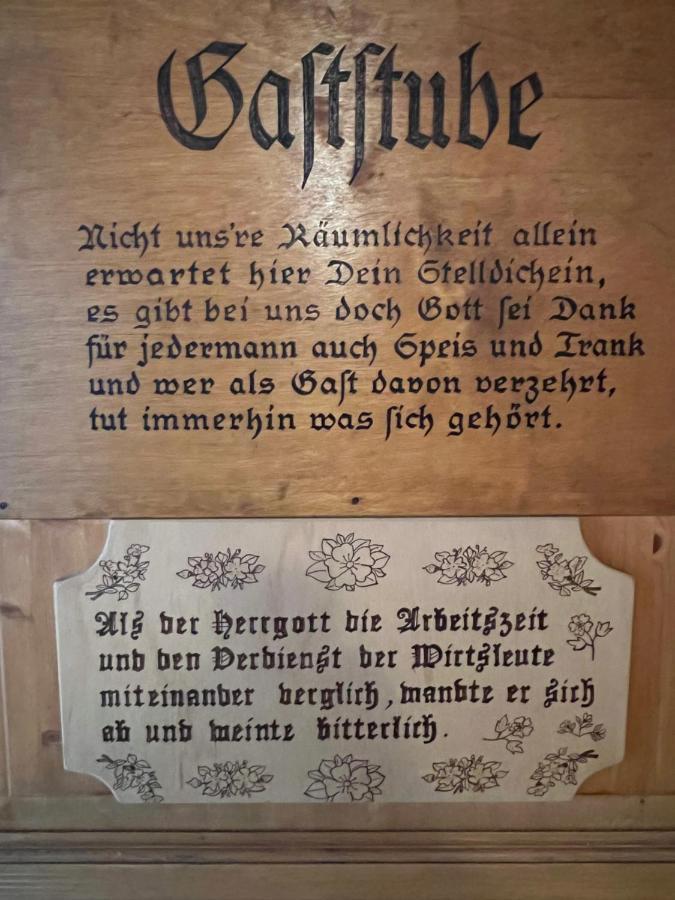 Gaſtſtube
Nicht uns're Räumlichkeit allein
erwartet hier Dein Stelldichein,
es gibt bei uns doch Gott ſei Dank
für jedermann auch Speis und Trank
und wer als Gaſt davon verzehrt,
tut immerhin was ſich gehört.
Als der Herrgott die Arbeitszeit
und den Verdienst der Wirtsleute
miteinander verglich, wandte er sich
ab und weinte bitterlich.